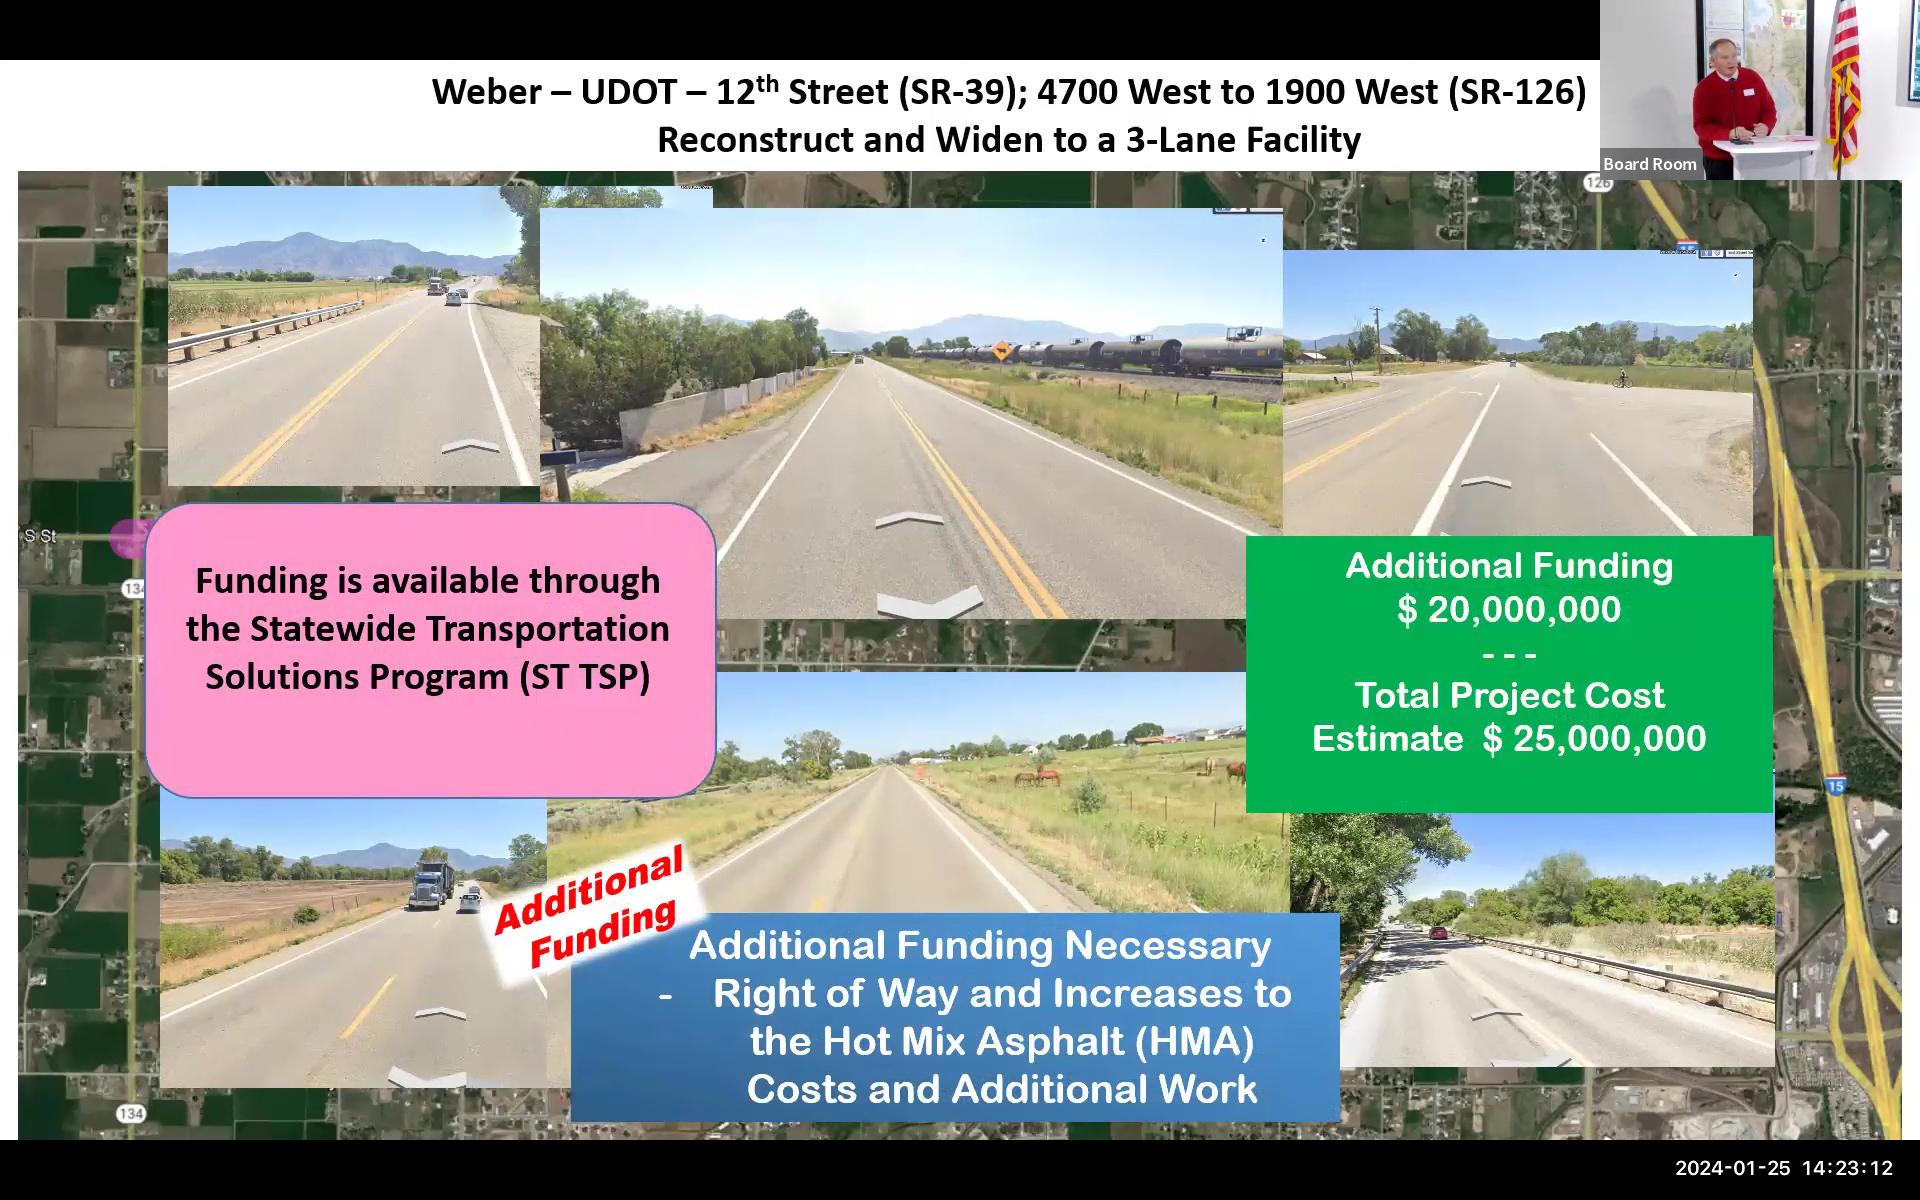 Weber – UDOT – 12th Street (SR-39); 4700 West to 1900 West (SR-126)
Reconstruct and Widen to a 3-Lane Facility
Board Room
126
15
S St
134
Funding is available through
the Statewide Transportation
Solutions Program (ST TSP)
Additional Funding
$ 20,000,000
- - -
Total Project Cost
Estimate $ 25,000,000
15
Additional
Funding
Additional Funding Necessary
- Right of Way and Increases to
the Hot Mix Asphalt (HMA)
Costs and Additional Work
134
2024-01-25 14:23:12